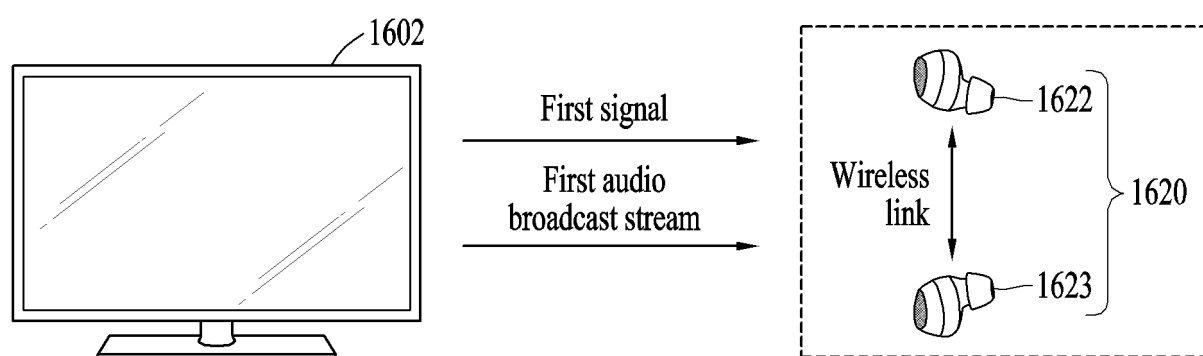 1602
First signal
First audio
broadcast stream
1622
Wireless
link
1620
1623